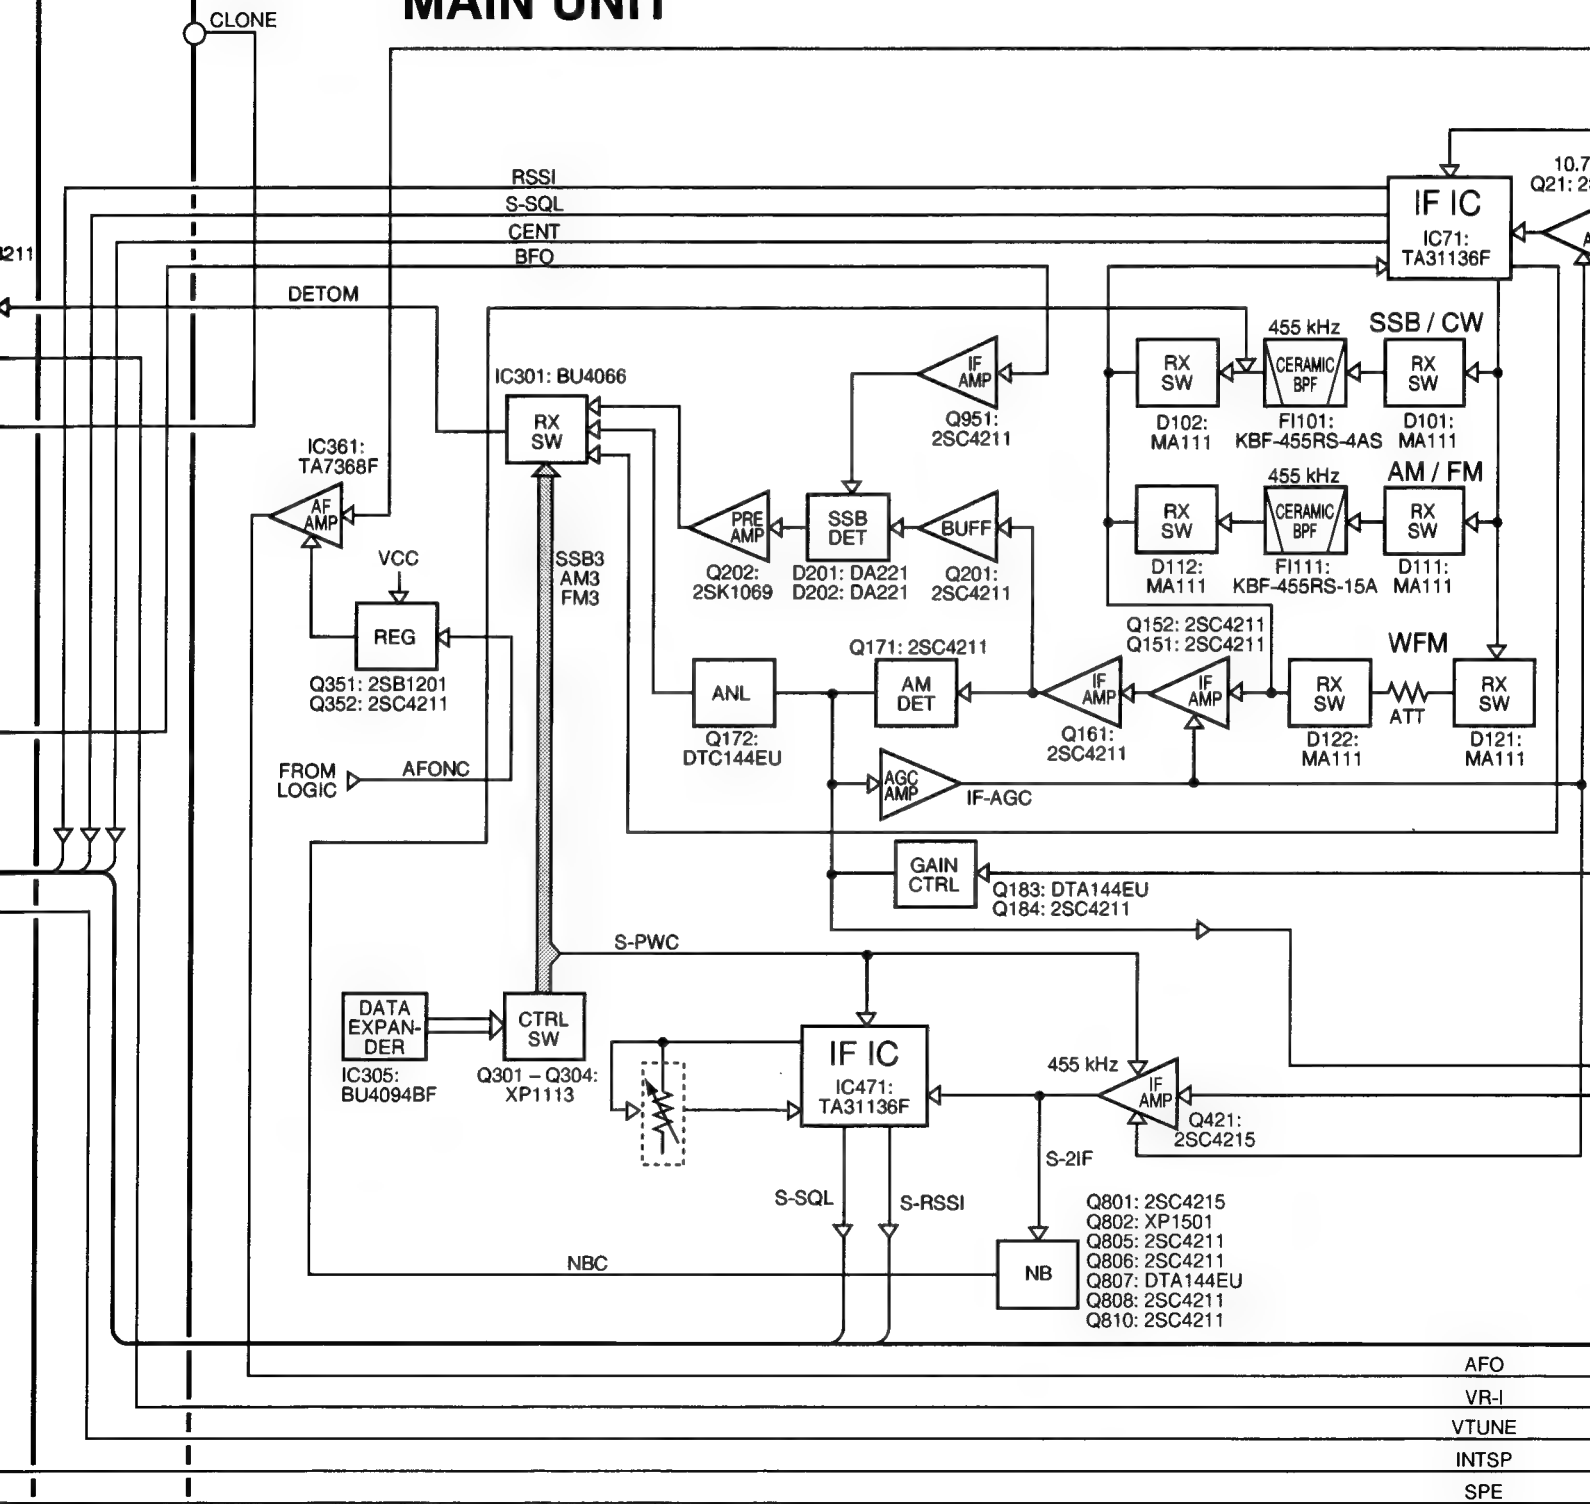 MAIN UNIT
CLONE
RSSI
S-SQL
CENT
BFO
DETOM
4211
10.7
Q21: 2
IF IC
IC71:
TA31136F
A
IC301: BU4066
RX
SW
IF
AMP
Q951:
2SC4211
455 kHz
SSB / CW
RX
SW
CERAMIC
BPF
RX
SW
D102:
MA111
FI101:
KBF-455RS-4AS
D101:
MA111
455 kHz
AM / FM
RX
SW
CERAMIC
BPF
RX
SW
D112:
MA111
FI111:
KBF-455RS-15A
D111:
MA111
IC361:
TA7368F
AF
AMP
VCC
REG
Q351: 2SB1201
Q352: 2SC4211
FROM
LOGIC
AFONC
SSB3
AM3
FM3
PRE
AMP
Q202:
2SK1069
SSB
DET
D201: DA221
D202: DA221
BUFF
Q201:
2SC4211
Q152: 2SC4211
Q151: 2SC4211
WFM
Q171: 2SC4211
ANL
Q172:
DTC144EU
AM
DET
IF
AMP
Q161:
2SC4211
IF
AMP
RX
SW
D122:
MA111
ATT
RX
SW
D121:
MA111
AGC
AMP
IF-AGC
GAIN
CTRL
Q183: DTA144EU
Q184: 2SC4211
S-PWC
DATA
EXPAN-
DER
IC305:
BU4094BF
CTRL
SW
Q301 – Q304:
XP1113
IF IC
IC471:
TA31136F
455 kHz
IF
AMP
Q421:
2SC4215
S-2IF
S-SQL
S-RSSI
NBC
NB
Q801: 2SC4215
Q802: XP1501
Q805: 2SC4211
Q806: 2SC4211
Q807: DTA144EU
Q808: 2SC4211
Q810: 2SC4211
AFO
VR-I
VTUNE
INTSP
SPE